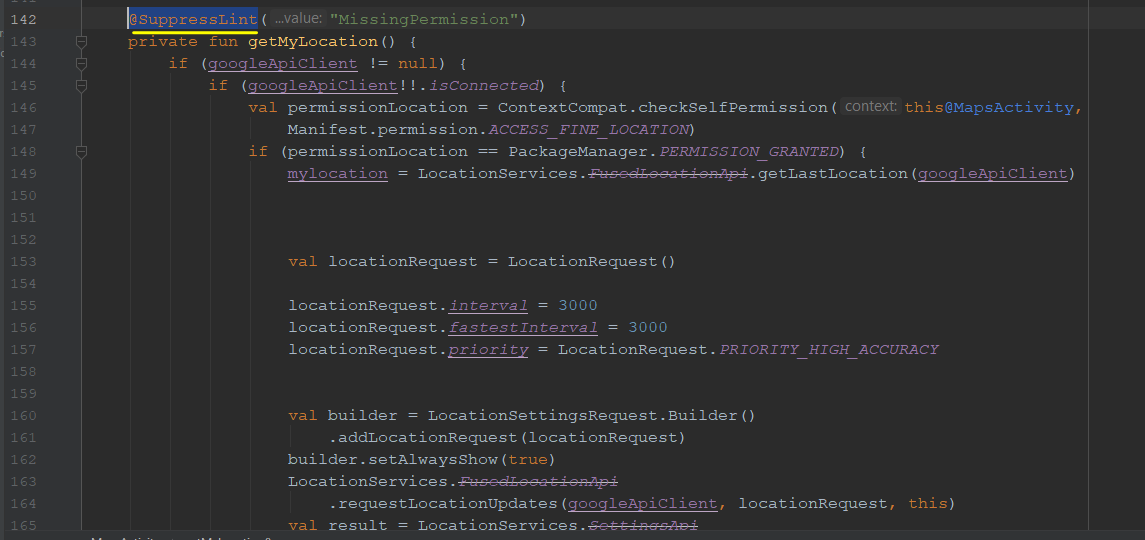 142 @SuppressLint( ...value: "MissingPermission")
143 private fun getMyLocation() {
144 if (googleApiClient != null) {
145 if (googleApiClient!!.isConnected) {
146 val permissionLocation = ContextCompat.checkSelfPermission( context: this@MapsActivity,
147 Manifest.permission.ACCESS_FINE_LOCATION)
148 if (permissionLocation == PackageManager.PERMISSION_GRANTED) {
149 mylocation = LocationServices.FusedLocationApi.getLastLocation(googleApiClient)
150
151
152
153 val locationRequest = LocationRequest()
154
155 locationRequest.interval = 3000
156 locationRequest.fastestInterval = 3000
157 locationRequest.priority = LocationRequest.PRIORITY_HIGH_ACCURACY
158
159
160 val builder = LocationSettingsRequest.Builder()
161 .addLocationRequest(locationRequest)
162 builder.setAlwaysShow(true)
163 LocationServices.FusedLocationApi
164 .requestLocationUpdates(googleApiClient, locationRequest, this)
165 val result = LocationServices.SettingsApi